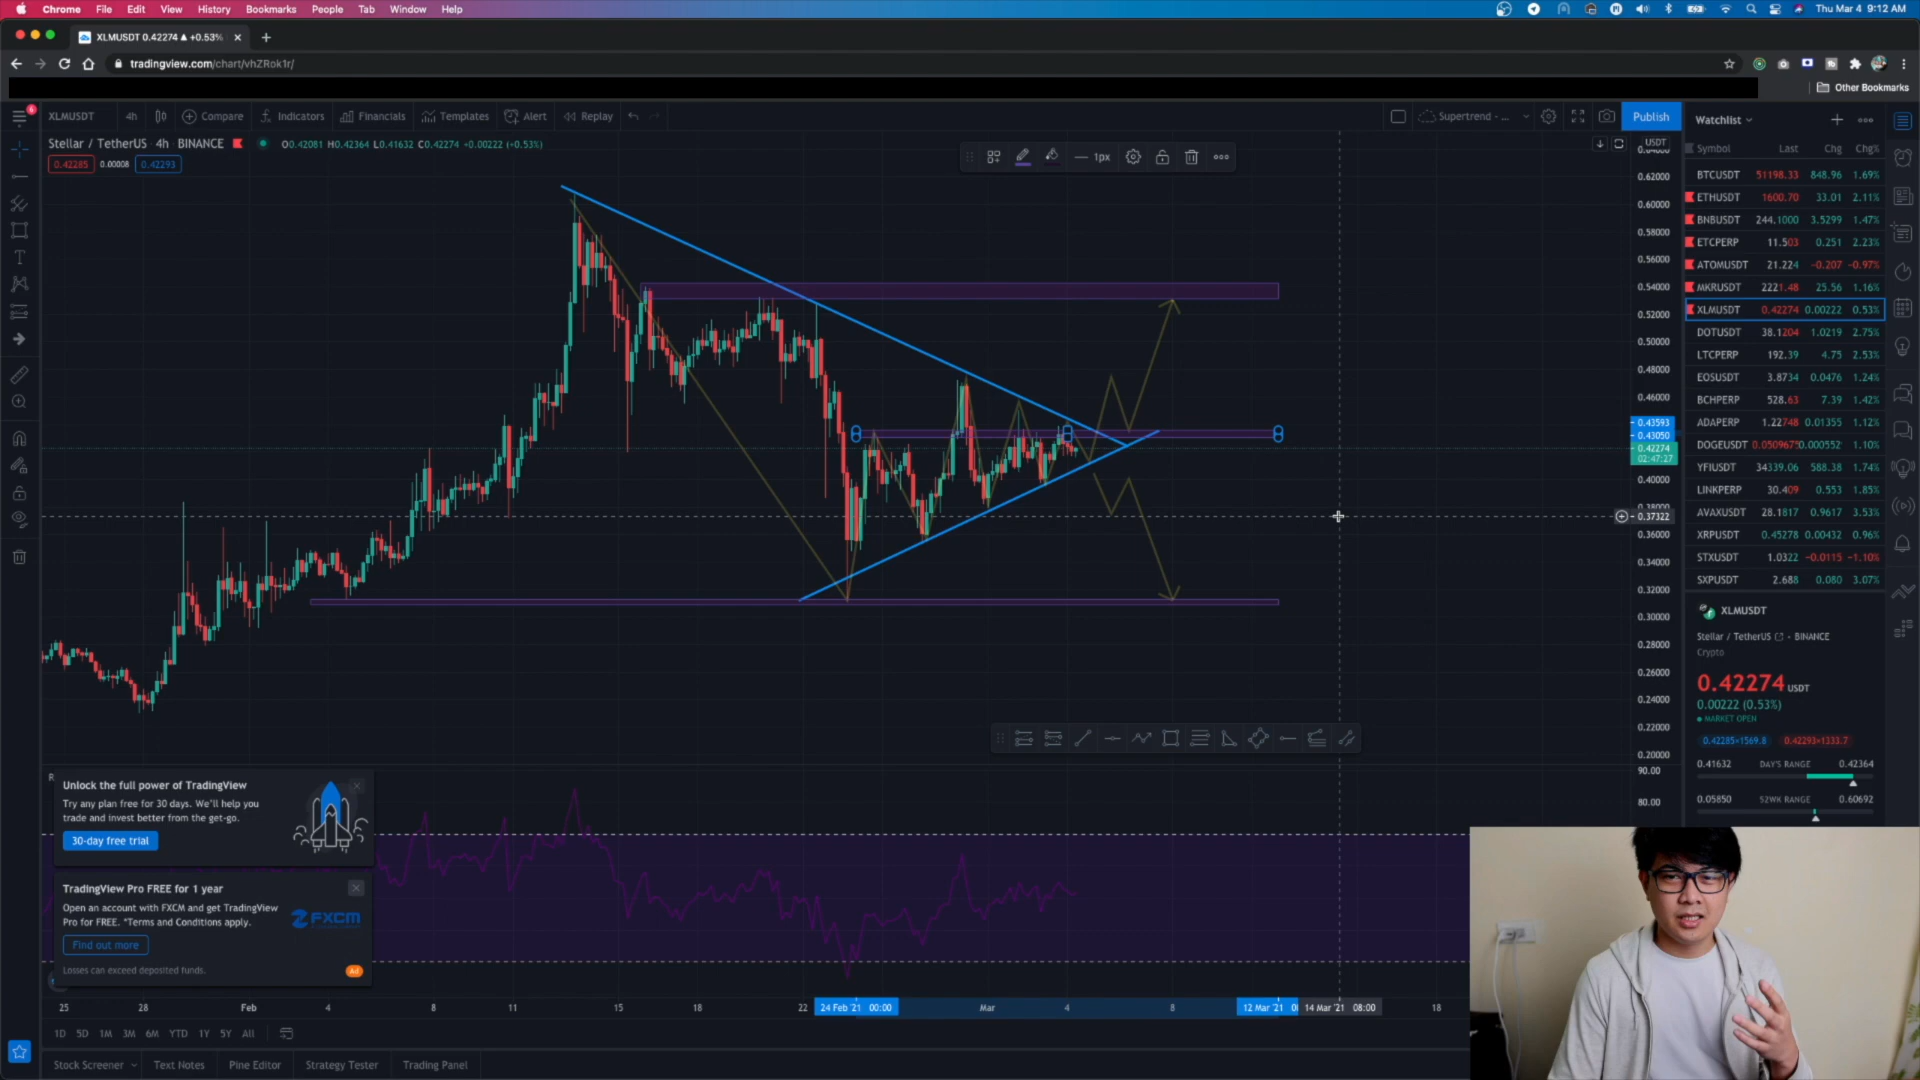 Chrome File Edit View History Bookmarks People Tab Window Help Thu Mar 4 9:12 AM
XLMUSDT 0.42274 ▲ +0.53%
tradingview.com/chart/vhZRok1r/
Other Bookmarks
XLMUSDT 4h Compare Indicators Financials Templates Alert Replay Supertrend - ... Publish
Stellar / TetherUS · 4h · BINANCE O0.42081 H0.42364 L0.41632 C0.42274 +0.00222 (+0.53%)
0.42285 0.00008 0.42293
1px
USDT
0.62000
0.60000
0.58000
0.56000
0.54000
0.52000
0.50000
0.48000
0.46000
0.43593
0.43050
0.42274
02:47:27
0.40000
0.37322
0.36000
0.34000
0.32000
0.30000
0.28000
0.26000
0.24000
0.22000
0.20000
90.00
80.00
Watchlist
Symbol Last Chg Chg%
BTCUSDT 51198.33 848.96 1.69%
ETHUSDT 1600.70 33.01 2.11%
BNBUSDT 244.1000 3.5299 1.47%
ETCPERP 11.503 0.251 2.23%
ATOMUSDT 21.224 -0.207 -0.97%
MKRUSDT 2221.48 25.56 1.16%
XLMUSDT 0.42274 0.00222 0.53%
DOTUSDT 38.1204 1.0219 2.75%
LTCPERP 192.39 4.75 2.53%
EOSUSDT 3.8734 0.0476 1.24%
BCHPERP 528.63 7.39 1.42%
ADAPERP 1.22748 0.01355 1.12%
DOGEUSDT 0.0509675 0.000552 1.10%
YFIUSDT 34339.06 588.38 1.74%
LINKPERP 30.409 0.553 1.85%
AVAXUSDT 28.1817 0.9617 3.53%
XRPUSDT 0.45278 0.00432 0.96%
STXUSDT 1.0322 -0.0115 -1.10%
SXPUSDT 2.688 0.080 3.07%
XLMUSDT
Stellar / TetherUS · BINANCE
Crypto
0.42274 USDT
0.00222 (0.53%)
MARKET OPEN
0.42285×1569.8 0.42293×1333.7
0.41632 DAY'S RANGE 0.42364
0.05850 52WK RANGE 0.60692
Unlock the full power of TradingView
Try any plan free for 30 days. We'll help you
trade and invest better from the get-go.
30-day free trial
TradingView Pro FREE for 1 year
Open an account with FXCM and get TradingView
Pro for FREE. *Terms and Conditions apply.
FXCM
Find out more
Losses can exceed deposited funds. Ad
25 28 Feb 4 8 11 15 18 22 24 Feb '21 00:00 Mar 4 8 12 Mar '21 14 Mar '21 08:00 18
1D 5D 1M 3M 6M YTD 1Y 5Y All
Stock Screener Text Notes Pine Editor Strategy Tester Trading Panel